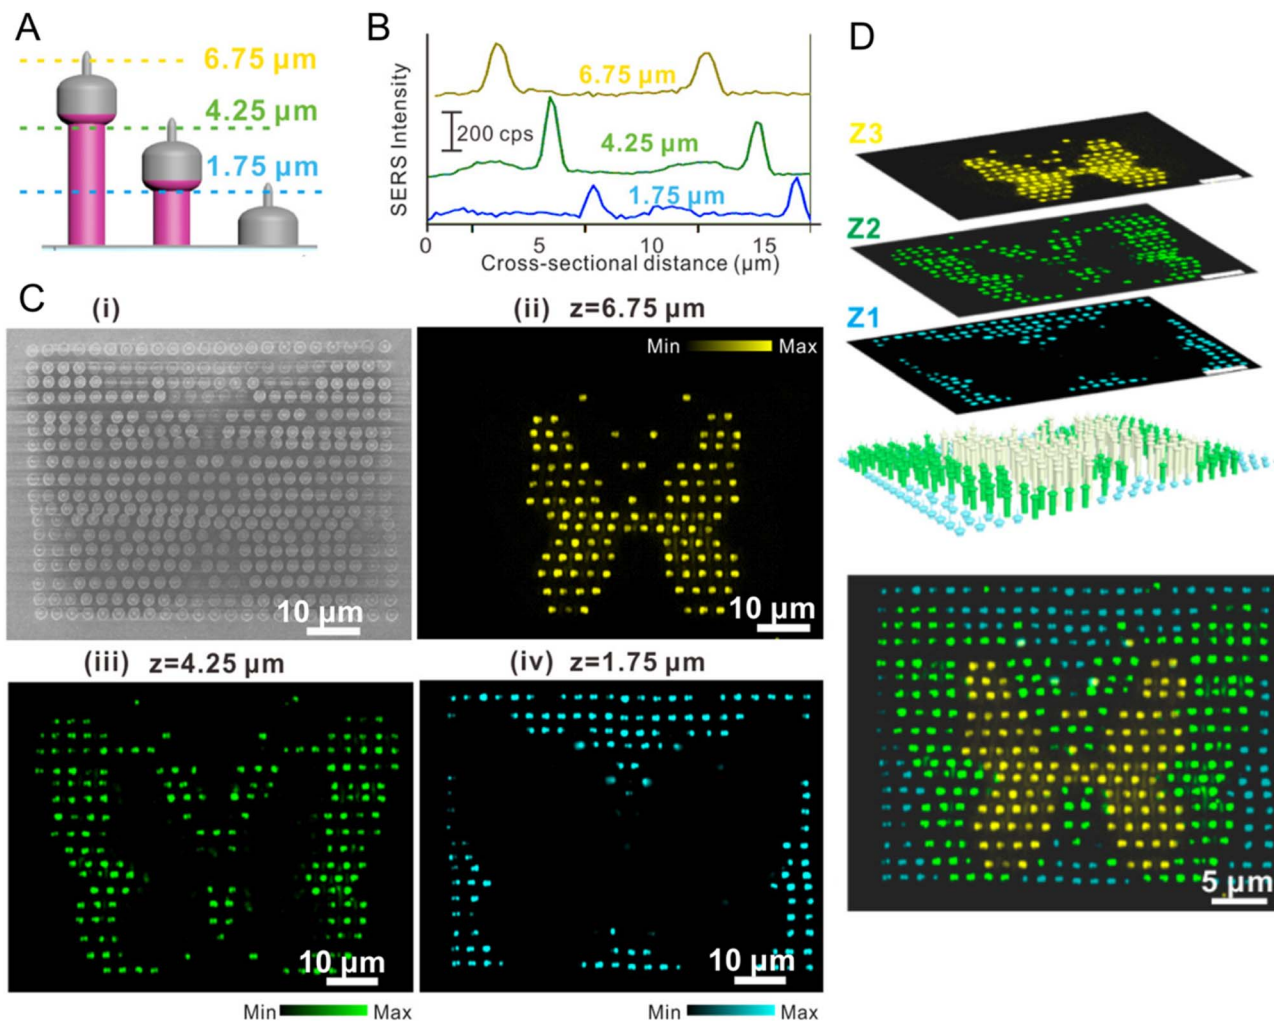 A
6.75 µm
4.25 µm
1.75 µm
B
SERS Intensity
200 cps
6.75 µm
4.25 µm
1.75 µm
0 5 10 15
Cross-sectional distance (µm)
C
(i)
10 µm
(ii) z=6.75 µm
Min Max
10 µm
(iii) z=4.25 µm
10 µm
Min Max
(iv) z=1.75 µm
10 µm
Min Max
D
Z3
Z2
Z1
5 µm